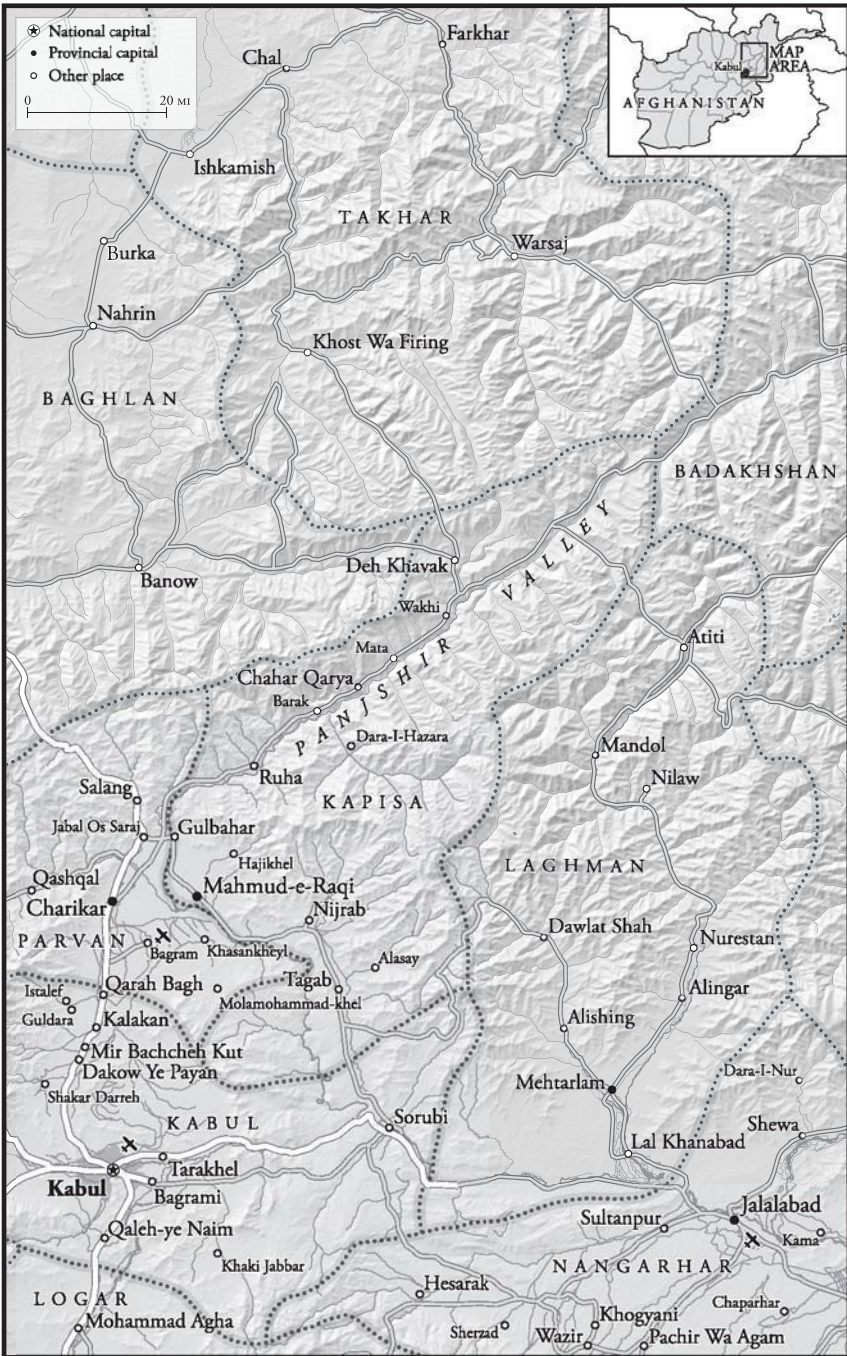 National capital
Provincial capital
Other place
0 20 MI
MAP
AREA
Kabul
AFGHANISTAN
Farkhar
Chal
Ishkamish
TAKHAR
Warsaj
Burka
Nahrin
Khost Wa Firing
BAGHLAN
BADAKHSHAN
PANJSHIR VALLEY
Deh Khavak
Banow
Wakhi
Atiti
Mata
Chahar Qarya
Barak
Dara-I-Hazara
Mandol
Ruha
Nilaw
Salang
KAPISA
Jabal Os Saraj
Gulbahar
Hajikhel
LAGHMAN
Qashqal
Mahmud-e-Raqi
Charikar
Nijrab
Dawlat Shah
PARVAN
Nurestan
Bagram
Khasankheyl
Alasay
Tagab
Qarah Bagh
Istalef
Molamohammad-khel
Alingar
Guldara
Kalakan
Alishing
Mir Bachcheh Kut
Dakow Ye Payan
Dara-I-Nur
Mehtarlam
Shakar Darreh
KABUL
Sorubi
Shewa
Lal Khanabad
Tarakhel
Kabul
Bagrami
Jalalabad
Sultanpur
Qaleh-ye Naim
Kama
Khaki Jabbar
NANGARHAR
Hesarak
LOGAR
Chaparhar
Mohammad Agha
Khogyani
Sherzad
Wazir
Pachir Wa Agam